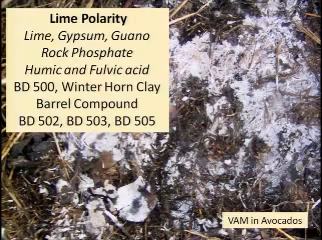 Lime Polarity
Lime, Gypsum, Guano
Rock Phosphate
Humic and Fulvic acid
BD 500, Winter Horn Clay
Barrel Compound
BD 502, BD 503, BD 505
VAM in Avocados